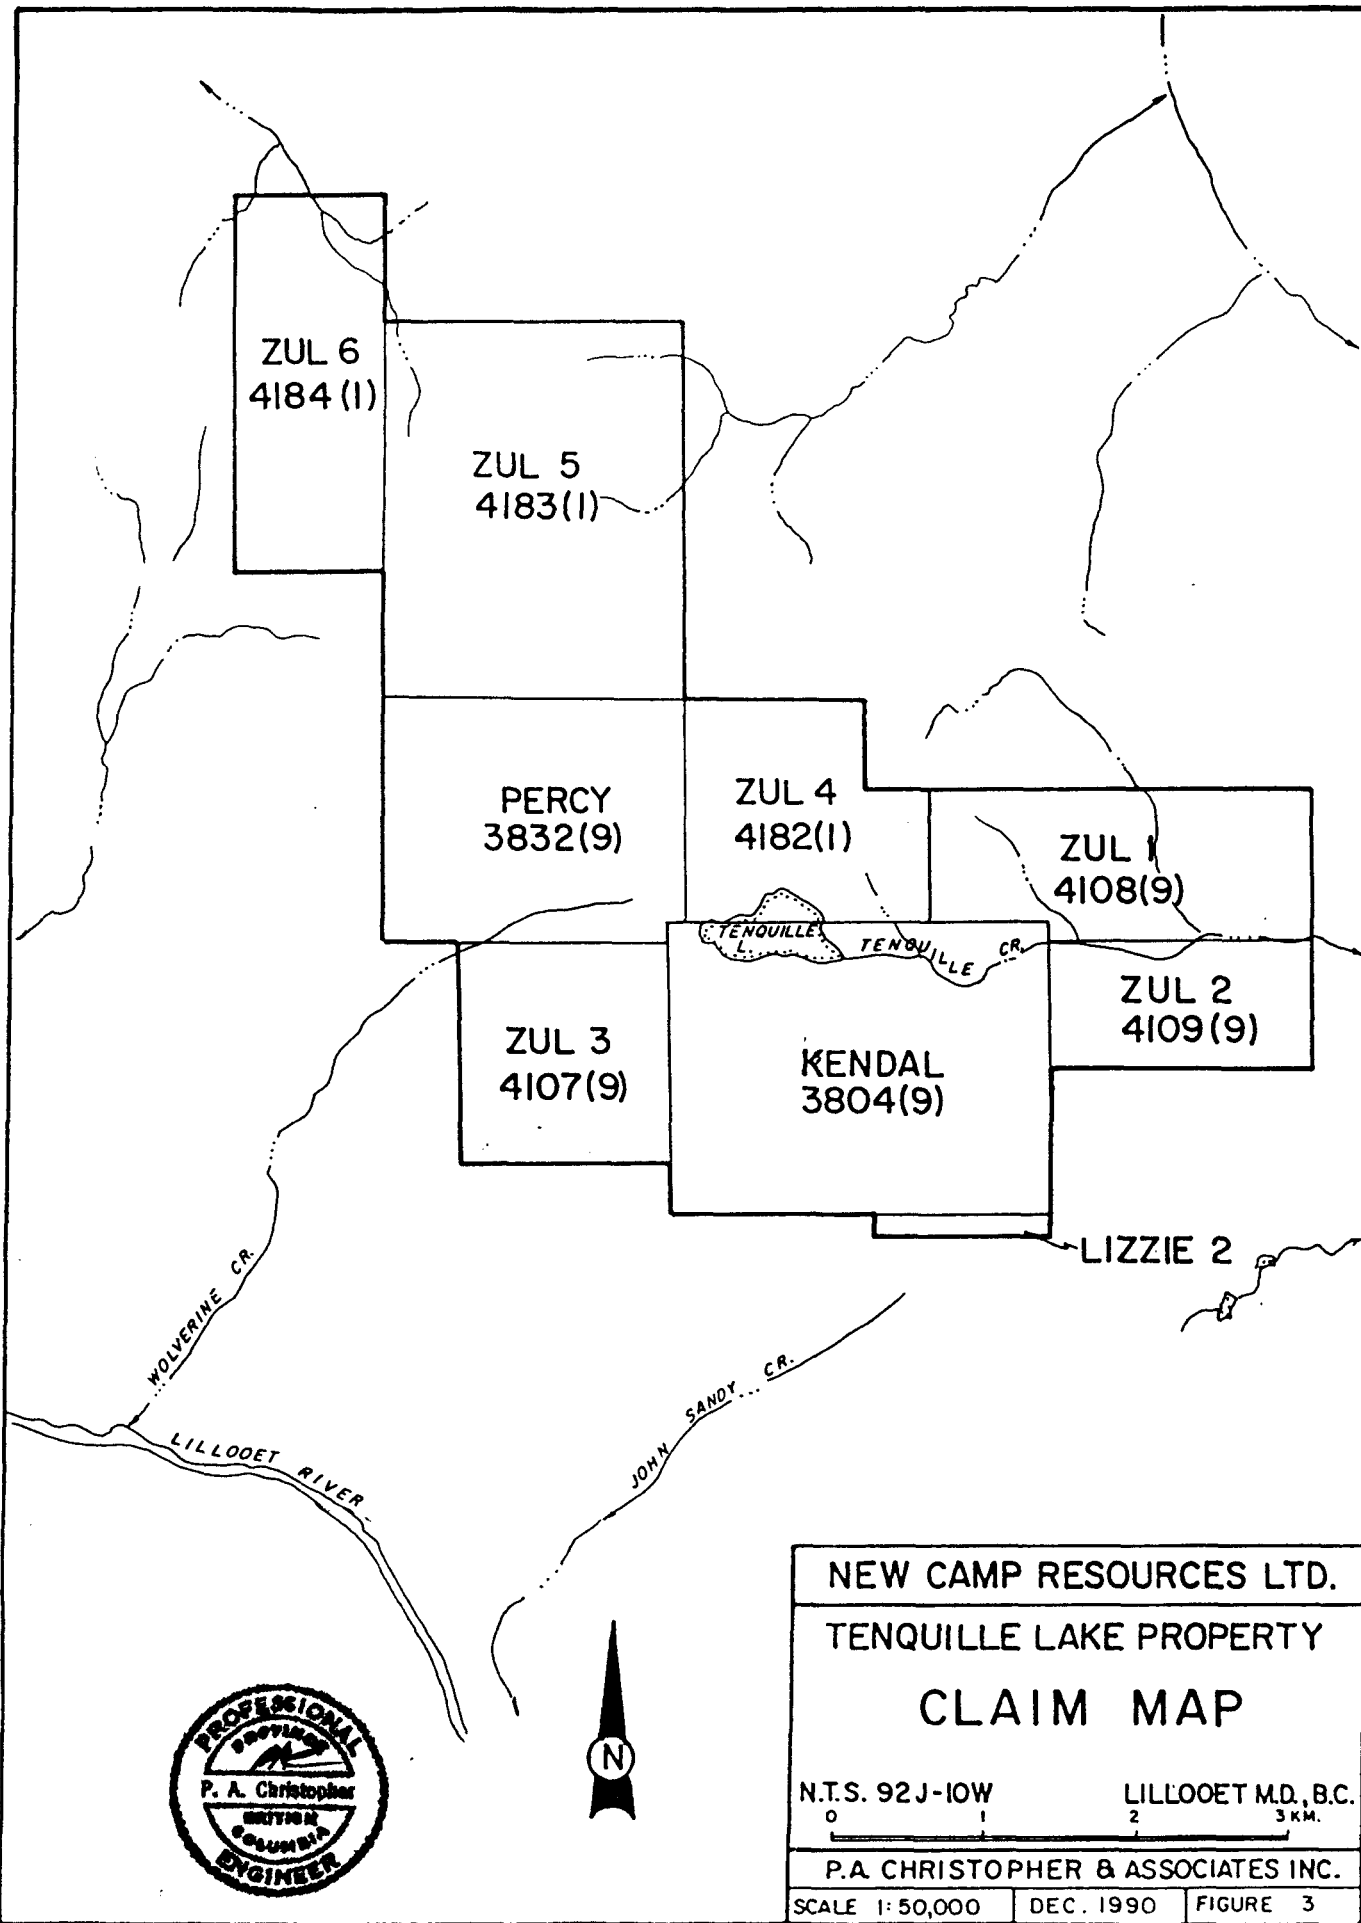 ZUL 6
4184(1)
ZUL 5
4183(1)
PERCY
3832(9)
ZUL 4
4182(1)
ZUL 1
4108(9)
TENQUILLE
L.
TENQUILLE CR.
ZUL 2
4109(9)
ZUL 3
4107(9)
KENDAL
3804(9)
LIZZIE 2
WOLVERINE CR.
JOHN SANDY CR.
LILLOOET RIVER
PROFESSIONAL
PROVINCE
P. A. Christopher
BRITISH
COLUMBIA
ENGINEER
N
NEW CAMP RESOURCES LTD.
TENQUILLE LAKE PROPERTY
CLAIM MAP
N.T.S. 92J-10W LILLOOET M.D., B.C.
0 1 2 3 KM.
P.A. CHRISTOPHER & ASSOCIATES INC.
SCALE 1:50,000 DEC. 1990 FIGURE 3